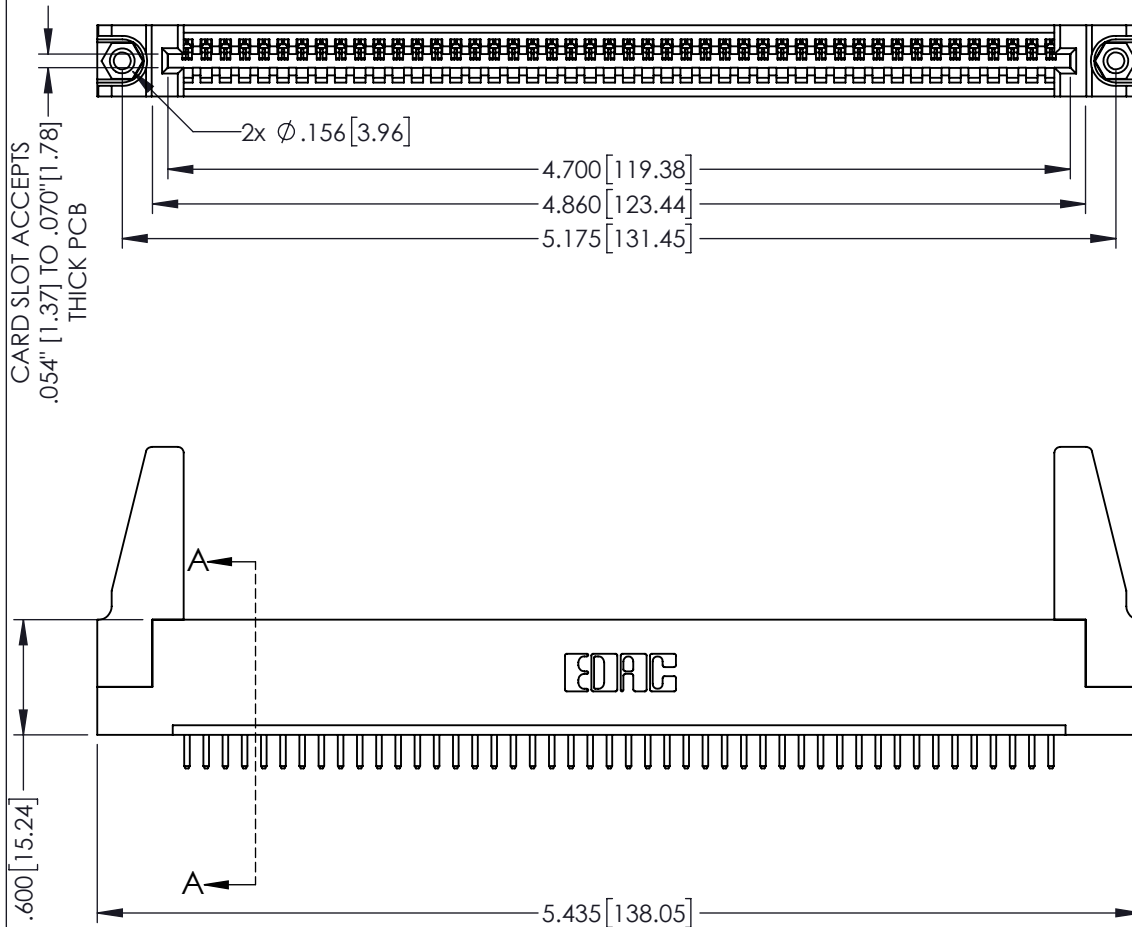 2x Ø.156[3.96]
4.700[119.38]
4.860[123.44]
5.175[131.45]
CARD SLOT ACCEPTS
.054" [1.37] TO .070"[1.78]
THICK PCB
A
EDAC
A
.600[15.24]
5.435[138.05]